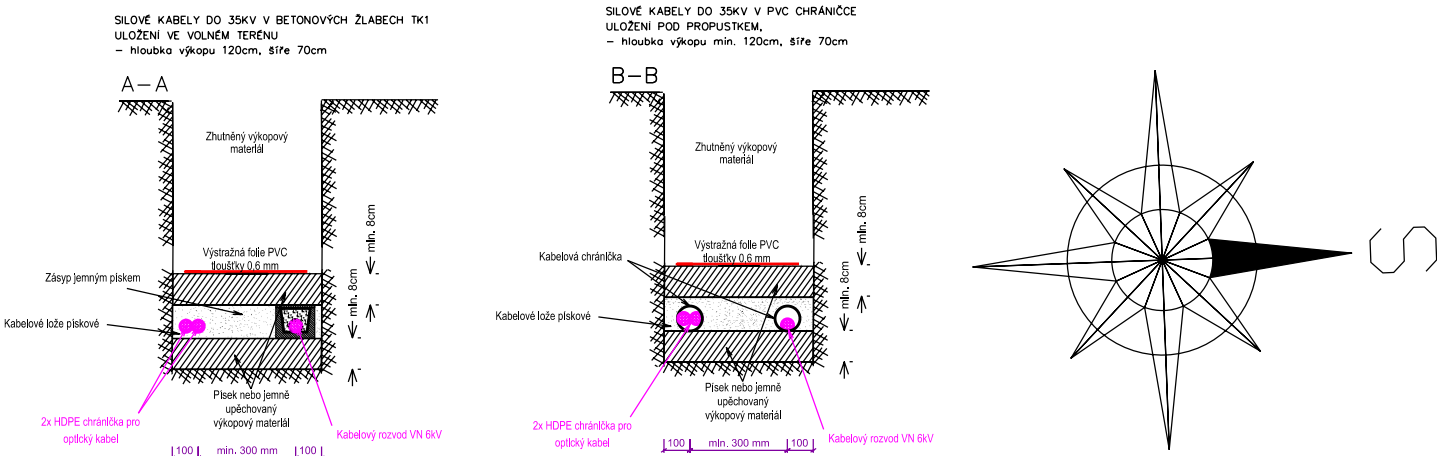 SILOVÉ KABELY DO 35KV V BETONOVÝCH ŽLABECH TK1
ULOŽENÍ VE VOLNÉM TERÉNU
- hloubka výkopu 120cm, šíře 70cm
A-A
Zhutněný výkopový
materiál
min. 8cm
Výstražná folie PVC
tloušťky 0,6 mm
Zásyp jemným pískem
min. 8cm
Kabelové lože pískové
Písek nebo jemně
upěchovaný
výkopový materiál
2x HDPE chránička pro
optický kabel
Kabelový rozvod VN 6kV
100
min. 300 mm
100
SILOVÉ KABELY DO 35KV V PVC CHRÁNIČCE
ULOŽENÍ POD PROPUSTKEM,
- hloubka výkopu min. 120cm, šíře 70cm
B-B
Zhutněný výkopový
materiál
min. 8cm
Výstražná folie PVC
tloušťky 0,6 mm
Kabelová chránička
min. 8cm
Kabelové lože pískové
Písek nebo jemně
upěchovaný
výkopový materiál
2x HDPE chránička pro
optický kabel
Kabelový rozvod VN 6kV
100
min. 300 mm
100
S